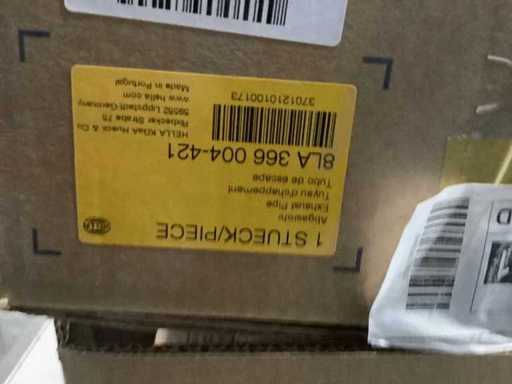 1 STUECK/PIECE
Abgasrohr
Exhaust Pipe
Tuyau d'échappement
Tubo de escape
8LA 366 004-421
3701210100173
HELLA KGaA Hueck & Co
Rixbecker Straße 75
59552 Lippstadt/Germany
www.hella.com
Made in Portugal